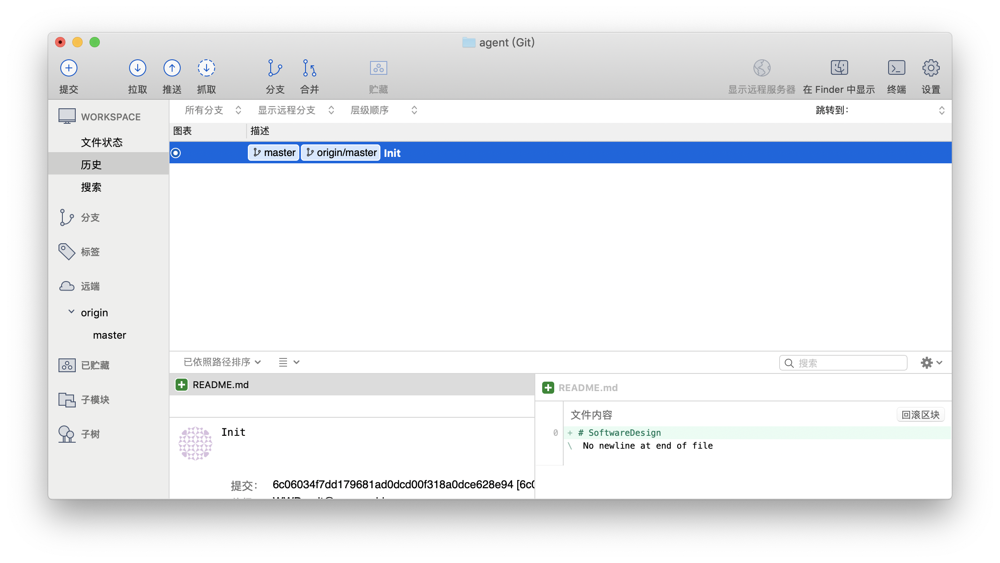 agent (Git)
提交
拉取
推送
抓取
分支
合并
贮藏
显示远程服务器
在 Finder 中显示
终端
设置
WORKSPACE
文件状态
历史
搜索
分支
标签
远端
origin
master
已贮藏
子模块
子树
所有分支
显示远程分支
层级顺序
跳转到:
图表
描述
master
origin/master
Init
已依照路径排序
搜索
README.md
Init
提交:
6c06034f7dd179681ad0dcd00f318a0dce628e94 [6c0
README.md
文件内容
回滚区块
0
+ # SoftwareDesign
\ No newline at end of file